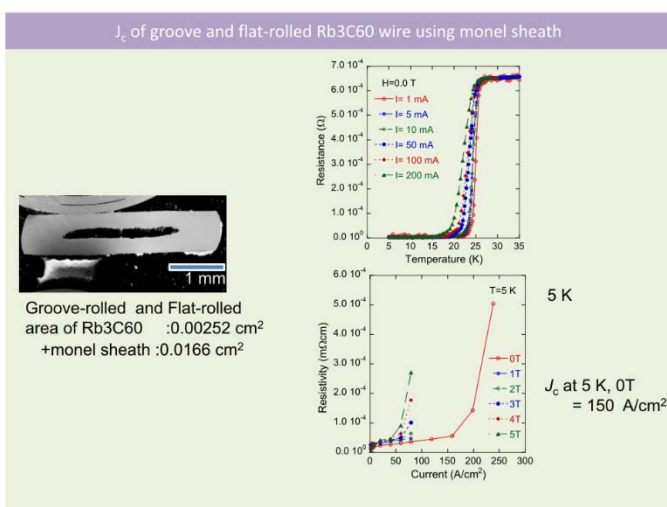 Jc of groove and flat-rolled Rb3C60 wire using monel sheath
7.0 10-4
6.0 10-4
5.0 10-4
4.0 10-4
3.0 10-4
2.0 10-4
1.0 10-4
0.0 100
Resistance (Ω)
H=0.0 T
I= 1 mA
I= 5 mA
I= 10 mA
I= 50 mA
I= 100 mA
I= 200 mA
0 5 10 15 20 25 30 35
Temperature (K)
1 mm
Groove-rolled and Flat-rolled
area of Rb3C60 :0.00252 cm2
+monel sheath :0.0166 cm2
6.0 10-4
5.0 10-4
4.0 10-4
3.0 10-4
2.0 10-4
1.0 10-4
0.0 100
Resistivity (mΩcm)
T=5 K
0T
1T
2T
3T
4T
5T
0 50 100 150 200 250 300
Current (A/cm2)
5 K
Jc at 5 K, 0T
= 150 A/cm2